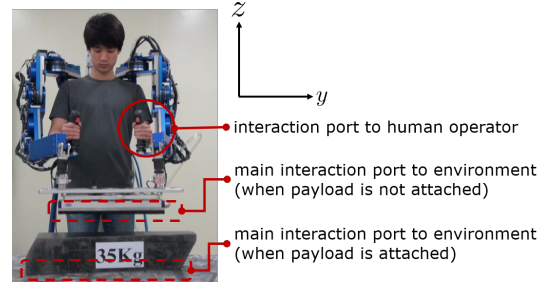 z
y
interaction port to human operator
main interaction port to environment
(when payload is not attached)
main interaction port to environment
(when payload is attached)
35Kg